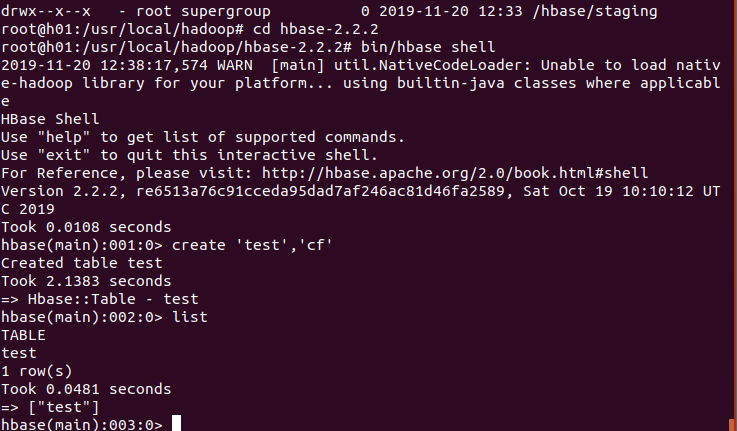 drwx--x--x   - root supergroup          0 2019-11-20 12:33 /hbase/staging
root@h01:/usr/local/hadoop# cd hbase-2.2.2
root@h01:/usr/local/hadoop/hbase-2.2.2# bin/hbase shell
2019-11-20 12:38:17,574 WARN  [main] util.NativeCodeLoader: Unable to load nativ
e-hadoop library for your platform... using builtin-java classes where applicabl
e
HBase Shell
Use "help" to get list of supported commands.
Use "exit" to quit this interactive shell.
For Reference, please visit: http://hbase.apache.org/2.0/book.html#shell
Version 2.2.2, re6513a76c91cceda95dad7af246ac81d46fa2589, Sat Oct 19 10:10:12 UT
C 2019
Took 0.0108 seconds
hbase(main):001:0> create 'test','cf'
Created table test
Took 2.1383 seconds
=> Hbase::Table - test
hbase(main):002:0> list
TABLE
test
1 row(s)
Took 0.0481 seconds
=> ["test"]
hbase(main):003:0>